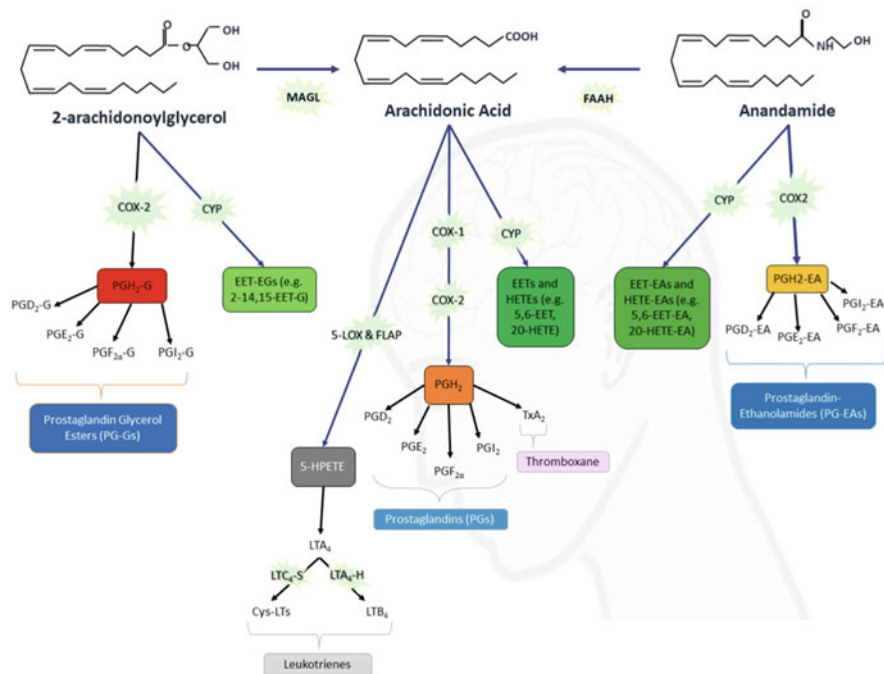 O
O
OH
OH
COOH
O
N
H
OH
2-arachidonoylglycerol
MAGL
Arachidonic Acid
FAAH
Anandamide
COX-2
CYP
COX-1
COX-2
CYP
CYP
COX2
PGH₂-G
PGD₂-G
PGE₂-G
PGF₂α-G
PGI₂-G
Prostaglandin Glycerol
Esters (PG-Gs)
EET-EGs (e.g.
2-14,15-EET-G)
5-LOX & FLAP
EETs and
HETEs (e.g.
5,6-EET,
20-HETE)
EET-EAs and
HETE-EAs (e.g.
5,6-EET-EA,
20-HETE-EA)
PGH2-EA
PGD₂-EA
PGE₂-EA
PGF₂-EA
PGI₂-EA
Prostaglandin-
Ethanolamides (PG-EAs)
PGH₂
PGD₂
PGE₂
PGF₂α
PGI₂
TxA₂
Thromboxane
Prostaglandins (PGs)
5-HPETE
LTA₄
LTC₄-S
LTA₄-H
Cys-LTs
LTB₄
Leukotrienes